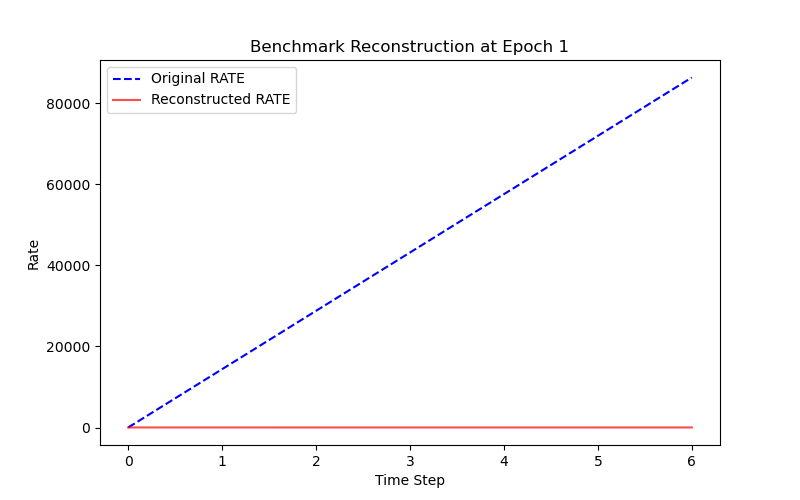 Benchmark Reconstruction at Epoch 1
Original RATE
Reconstructed RATE
80000
60000
40000
20000
0
Rate
0 1 2 3 4 5 6
Time Step